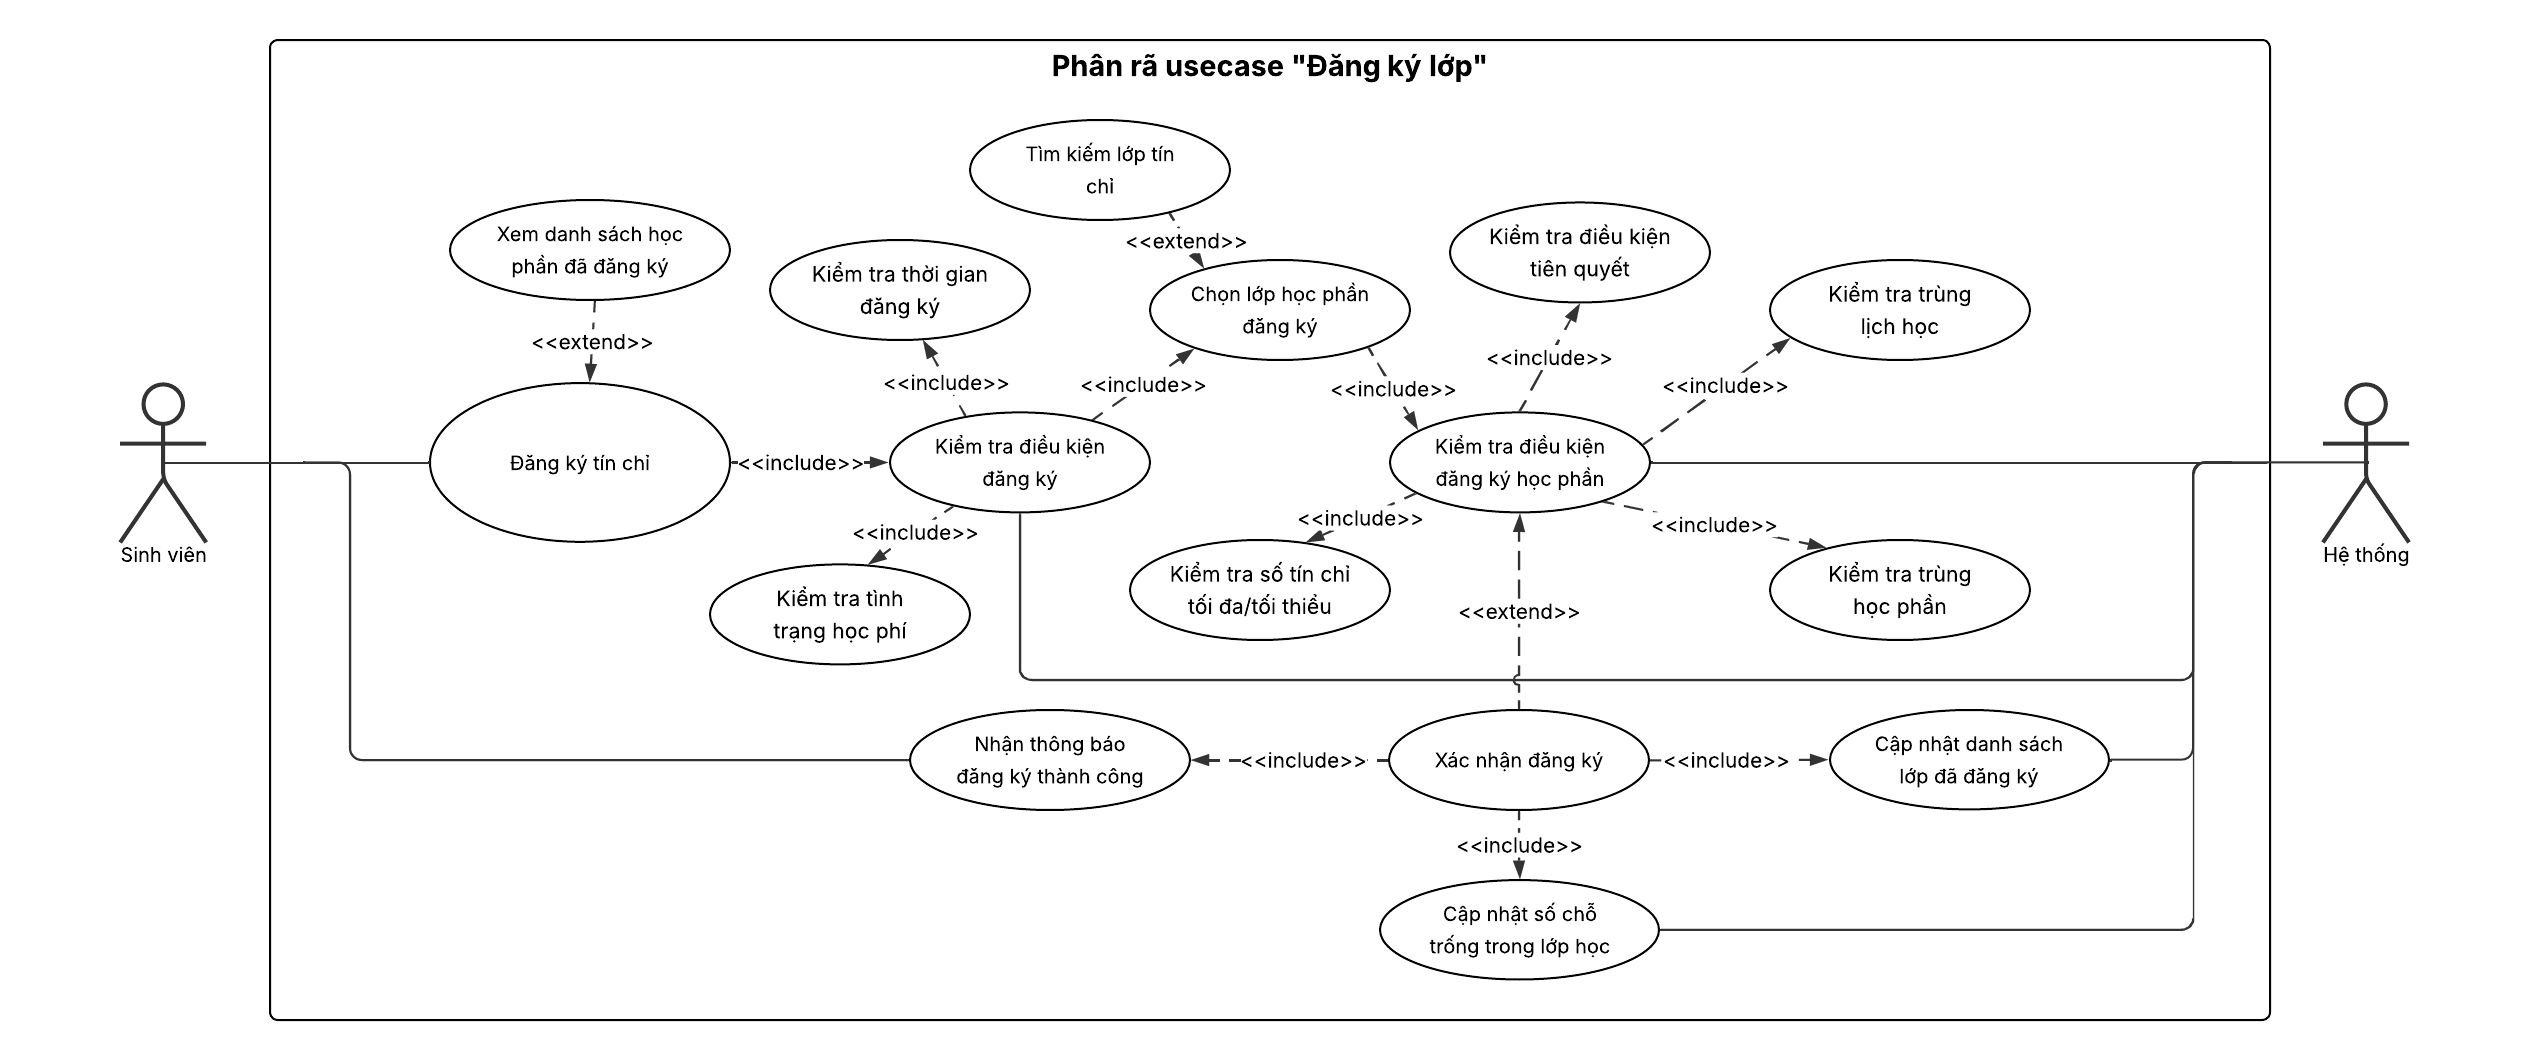 Phân rã usecase "Đăng ký lớp"
Tìm kiếm lớp tín
chỉ
Xem danh sách học
phần đã đăng ký
<<extend>>
Kiểm tra điều kiện
tiên quyết
Kiểm tra thời gian
đăng ký
Chọn lớp học phần
đăng ký
Kiểm tra trùng
lịch học
<<extend>>
<<include>>
<<include>>
<<include>>
<<include>>
<<include>>
Sinh viên
Đăng ký tín chỉ
<<include>>
Kiểm tra điều kiện
đăng ký
Kiểm tra điều kiện
đăng ký học phần
Hệ thống
<<include>>
<<include>>
<<include>>
Kiểm tra tình
trạng học phí
Kiểm tra số tín chỉ
tối đa/tối thiểu
<<extend>>
Kiểm tra trùng
học phần
Nhận thông báo
đăng ký thành công
<<include>>
Xác nhận đăng ký
<<include>>
Cập nhật danh sách
lớp đã đăng ký
<<include>>
Cập nhật số chỗ
trống trong lớp học